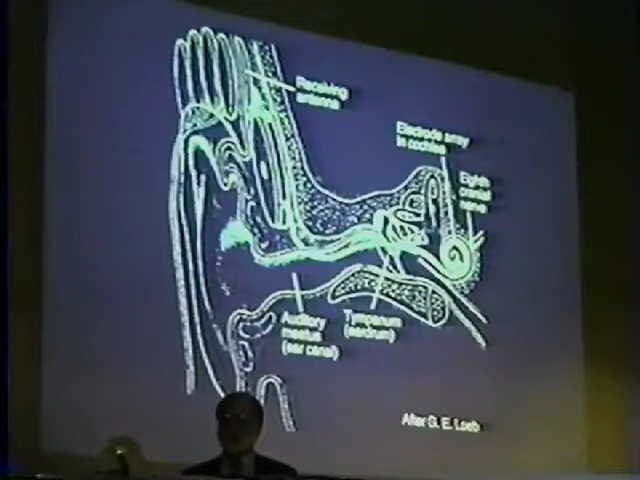 Receiving
antenna
Electrode array
in cochlea
Eighth
cranial
nerve
Auditory
meatus
(ear canal)
Tympanum
(eardrum)
After G. E. Loeb